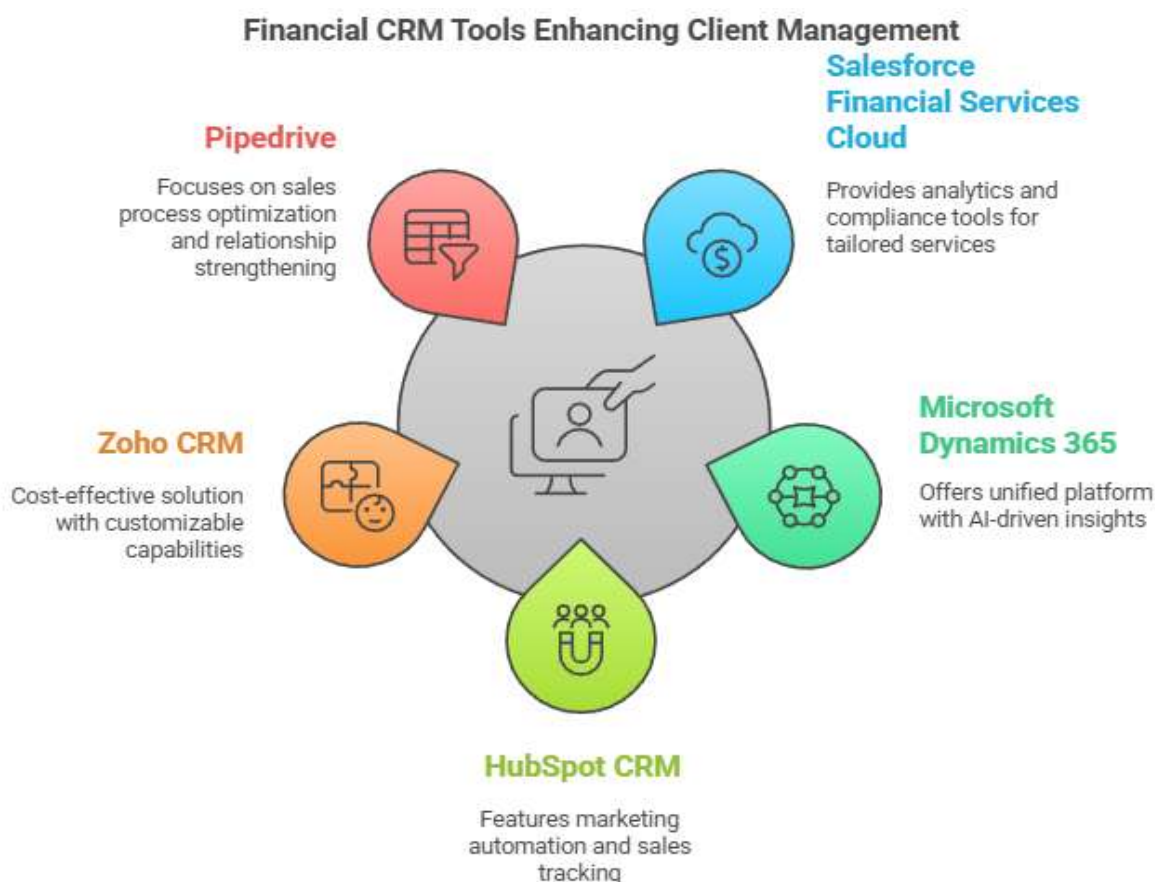 Financial CRM Tools Enhancing Client Management
Salesforce
Financial Services
Cloud
Provides analytics and
compliance tools for
tailored services
Pipedrive
Focuses on sales
process optimization
and relationship
strengthening
Microsoft
Dynamics 365
Offers unified platform
with AI-driven insights
Zoho CRM
Cost-effective solution
with customizable
capabilities
HubSpot CRM
Features marketing
automation and sales
tracking
$